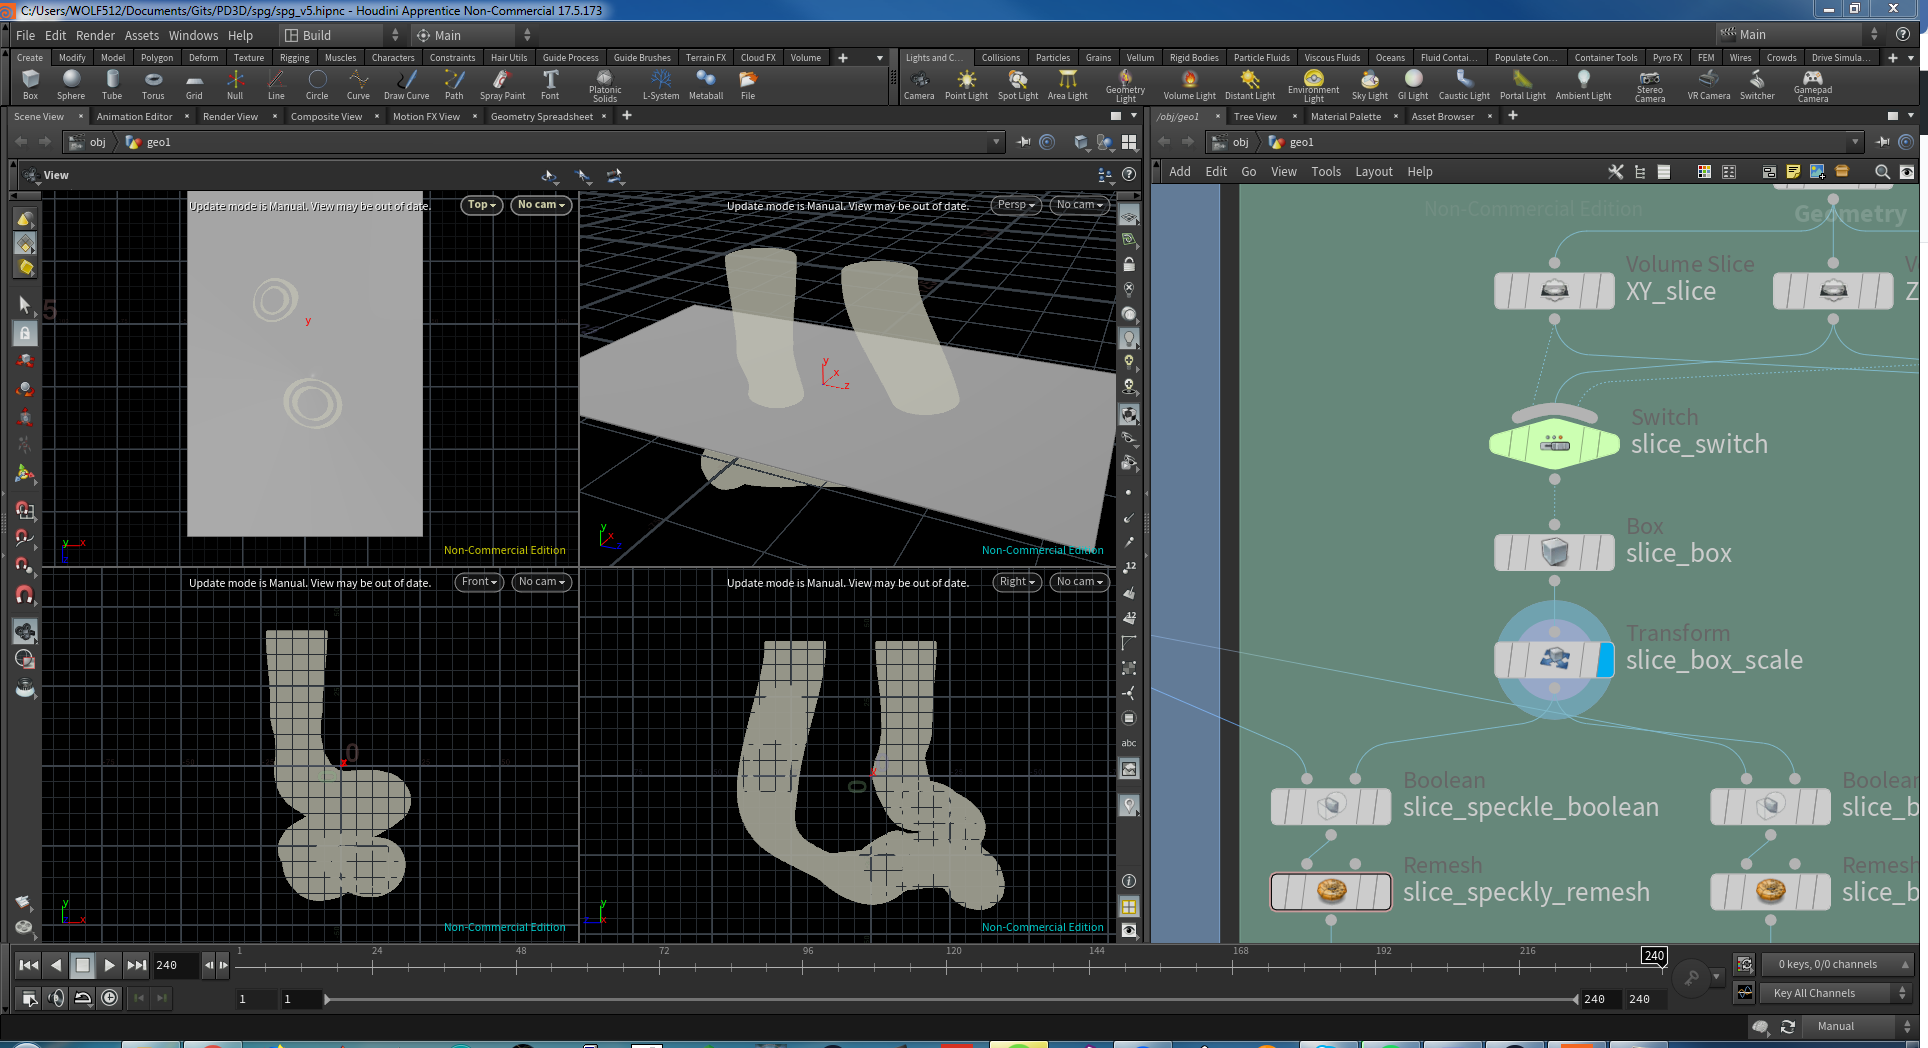 C:/Users/WOLF512/Documents/Gits/PD3D/spg/spg_v5.hipnc - Houdini Apprentice Non-Commercial 17.5.173
File Edit Render Assets Windows Help Build Main Main
Create Modify Model Polygon Deform Texture Rigging Muscles Characters Constraints Hair Utils Guide Process Guide Brushes Terrain FX Cloud FX Volume
Box Sphere Tube Torus Grid Null Line Circle Curve Draw Curve Path Spray Paint Font Platonic Solids L-System Metaball File
Lights and C... Collisions Particles Grains Vellum Rigid Bodies Particle Fluids Viscous Fluids Oceans Fluid Contai... Populate Con... Container Tools Pyro FX FEM Wires Crowds Drive Simula...
Camera Point Light Spot Light Area Light Geometry Light Volume Light Distant Light Environment Light Sky Light GI Light Caustic Light Portal Light Ambient Light Stereo Camera VR Camera Switcher Gamepad Camera
Scene View Animation Editor Render View Composite View Motion FX View Geometry Spreadsheet
obj geo1
View
/obj/geo1 Tree View Material Palette Asset Browser
obj geo1
Add Edit Go View Tools Layout Help
Update mode is Manual. View may be out of date. Top No cam
5
y
y x
Non-Commercial Edition
Update mode is Manual. View may be out of date. Persp No cam
y
x
z
y
x
z
Non-Commercial Edition
Update mode is Manual. View may be out of date. Front No cam
0
y
x
Non-Commercial Edition
Update mode is Manual. View may be out of date. Right No cam
0
y
x
Non-Commercial Edition
12
12
abc
Non-Commercial Edition
Geometry
Volume Slice
XY_slice
V
Z
Switch
slice_switch
Box
slice_box
Transform
slice_box_scale
Boolean
slice_speckle_boolean
Boolean
slice_b
Remesh
slice_speckly_remesh
Remesh
slice_b
240
1 24 48 72 96 120 144 168 192 216 240
0 keys, 0/0 channels
1 1 240 240
Key All Channels
Manual